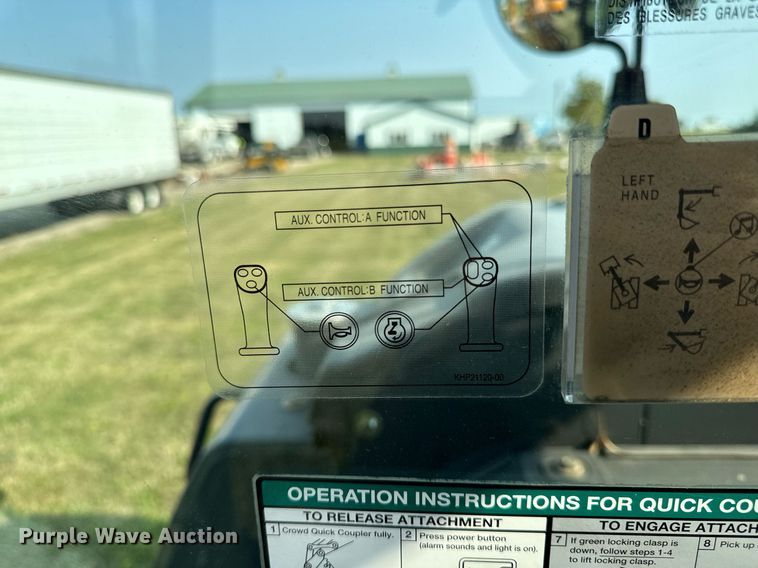 DISTRIBUTEUR DE LA
DES BLESSURES GRAVES
D
LEFT
HAND
AUX. CONTROL:A FUNCTION
AUX. CONTROL:B FUNCTION
KHP21120-00
OPERATION INSTRUCTIONS FOR QUICK COU
TO RELEASE ATTACHMENT
TO ENGAGE ATTACH
1 Crowd Quick Coupler fully.
2 Press power button
(alarm sounds and light is on).
7 If green locking clasp is
down, follow steps 1-4
to lift locking clasp.
8 Pick up
Purple Wave Auction